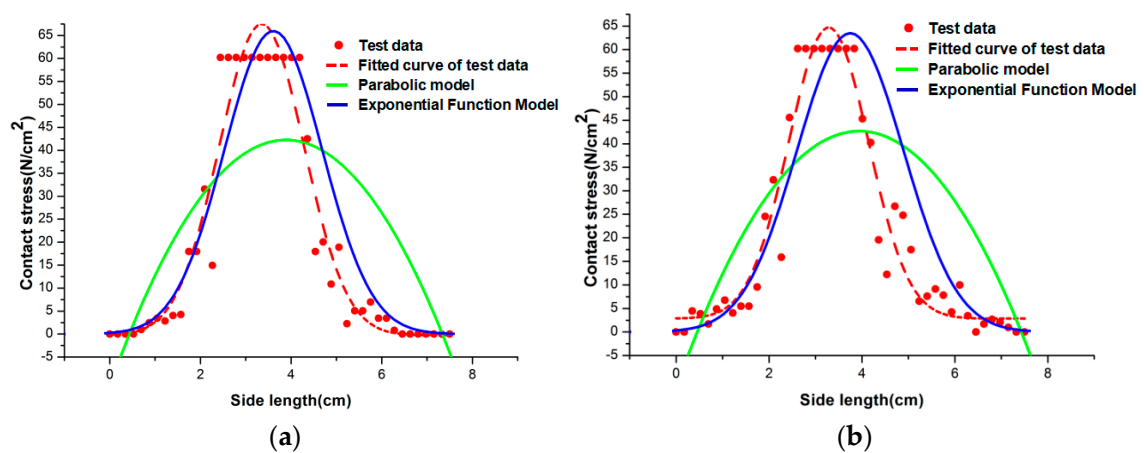 65
60
55
50
45
40
35
30
25
20
15
10
5
0
-5
Contact stress(N/cm²)
0 2 4 6 8
Side length(cm)
Test data
Fitted curve of test data
Parabolic model
Exponential Function Model
(a)
65
60
55
50
45
40
35
30
25
20
15
10
5
0
-5
Contact stress(N/cm²)
0 2 4 6 8
Side length(cm)
Test data
Fitted curve of test data
Parabolic model
Exponential Function Model
(b)